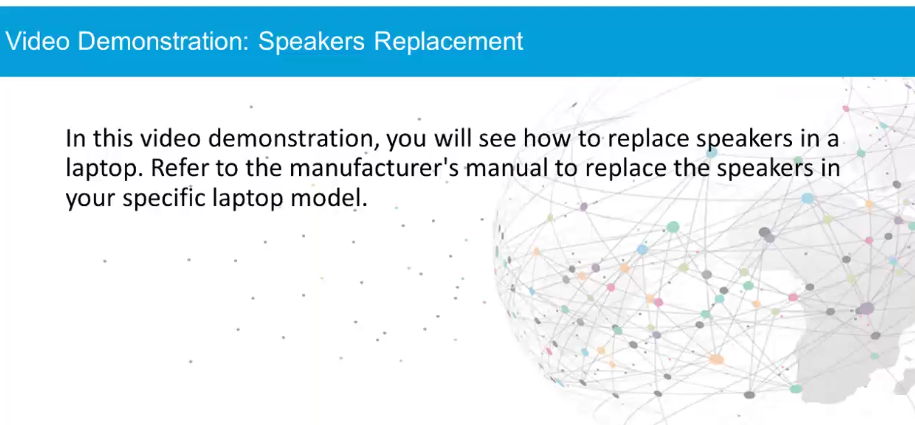 Video Demonstration: Speakers Replacement
In this video demonstration, you will see how to replace speakers in a
laptop. Refer to the manufacturer's manual to replace the speakers in
your specific laptop model.